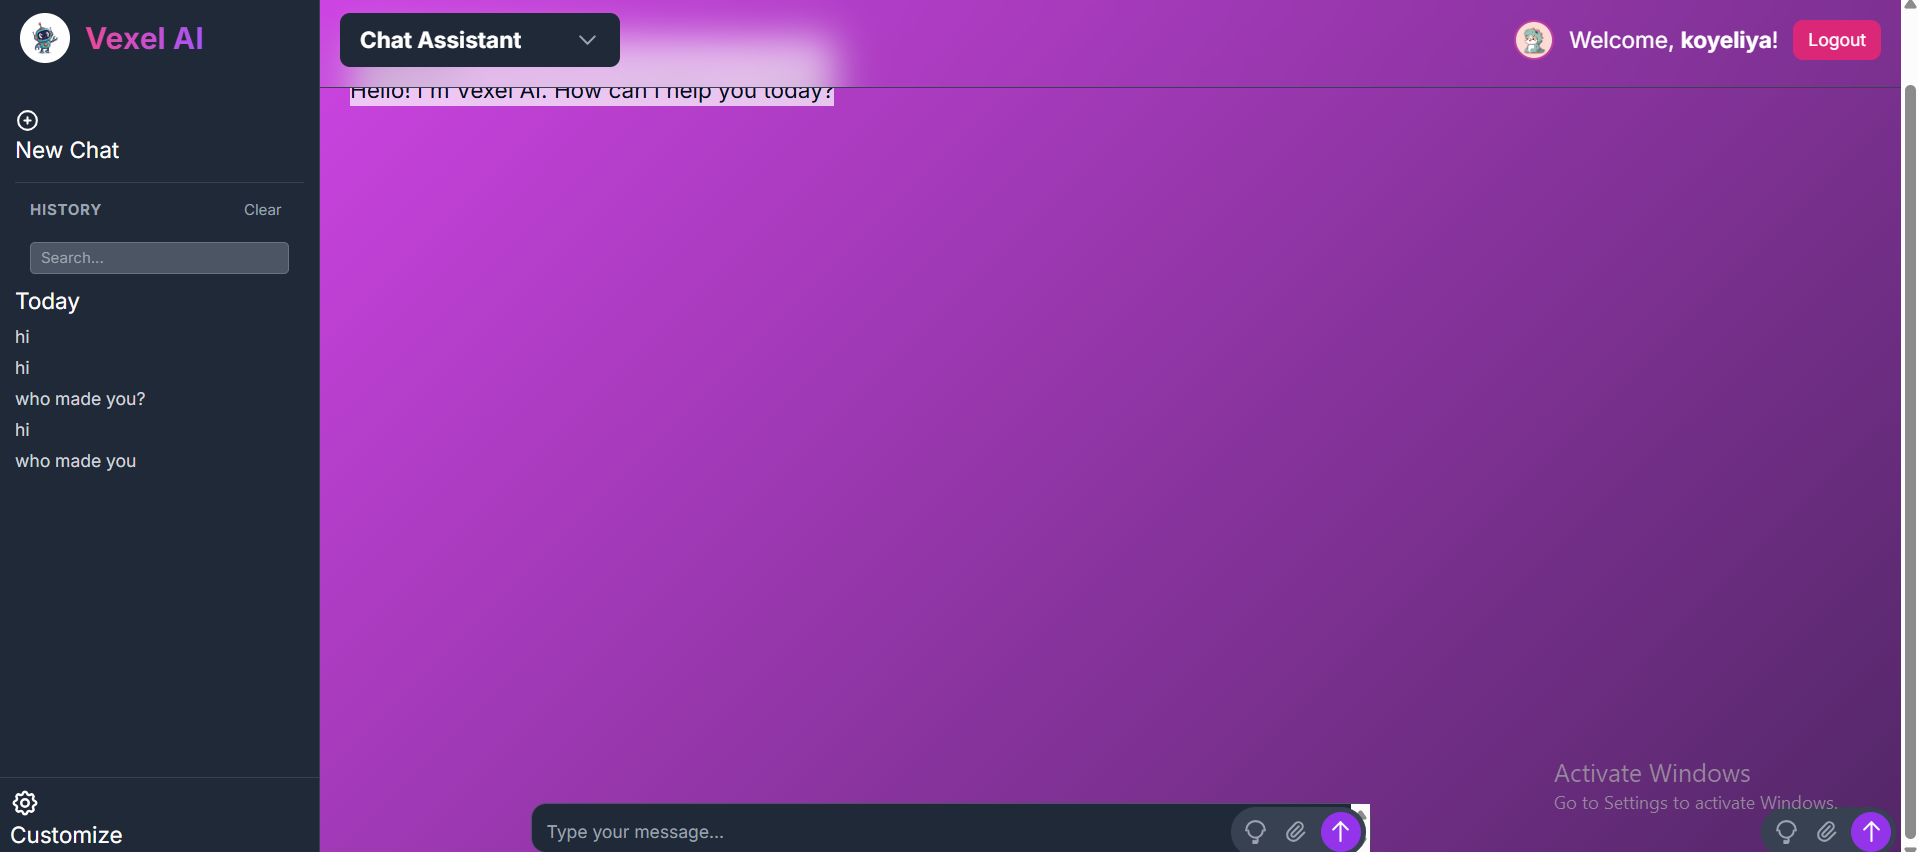 Vexel AI
Chat Assistant
Welcome, koyeliya!
Logout
Hello! I'm Vexel AI. How can I help you today?
New Chat
HISTORY
Clear
Search...
Today
hi
hi
who made you?
hi
who made you
Customize
Type your message...
Activate Windows
Go to Settings to activate Windows.